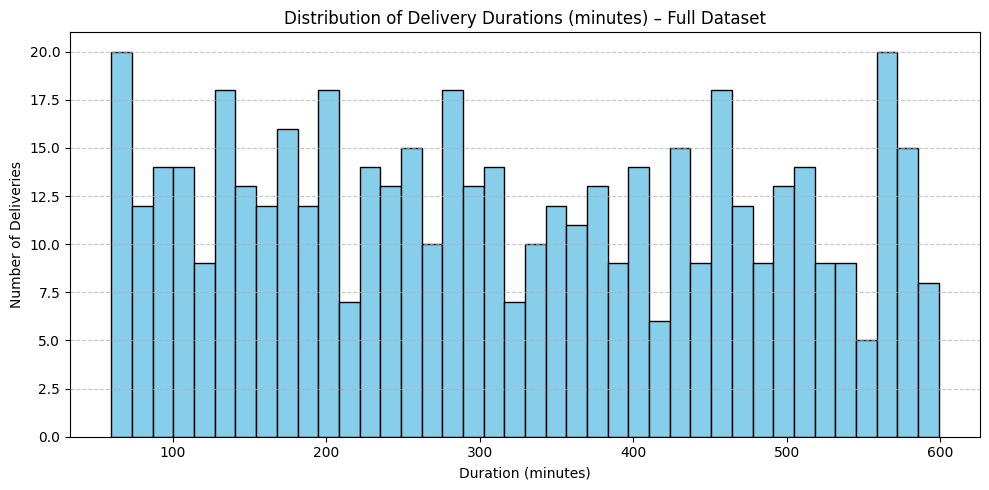 Distribution of Delivery Durations (minutes) – Full Dataset
20.0
17.5
15.0
12.5
10.0
7.5
5.0
2.5
0.0
Number of Deliveries
100 200 300 400 500 600
Duration (minutes)